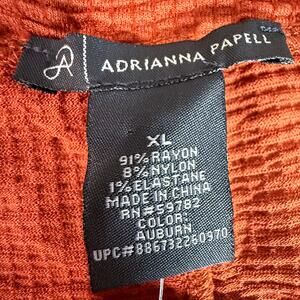 ADRIANNA PAPELL
XL
91%RAYON
8%NYLON
1%ELASTANE
MADE IN CHINA
RN#59782
COLOR:
AUBURN
UPC#886732260970